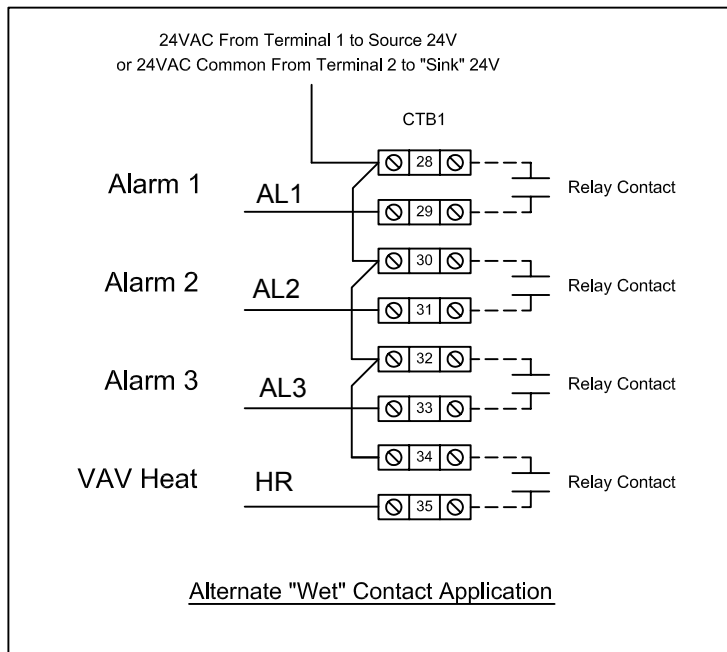 24VAC From Terminal 1 to Source 24V
or 24VAC Common From Terminal 2 to "Sink" 24V
CTB1
28
Alarm 1
AL1
Relay Contact
29
30
Alarm 2
AL2
Relay Contact
31
32
Alarm 3
AL3
Relay Contact
33
34
VAV Heat
HR
Relay Contact
35
Alternate "Wet" Contact Application